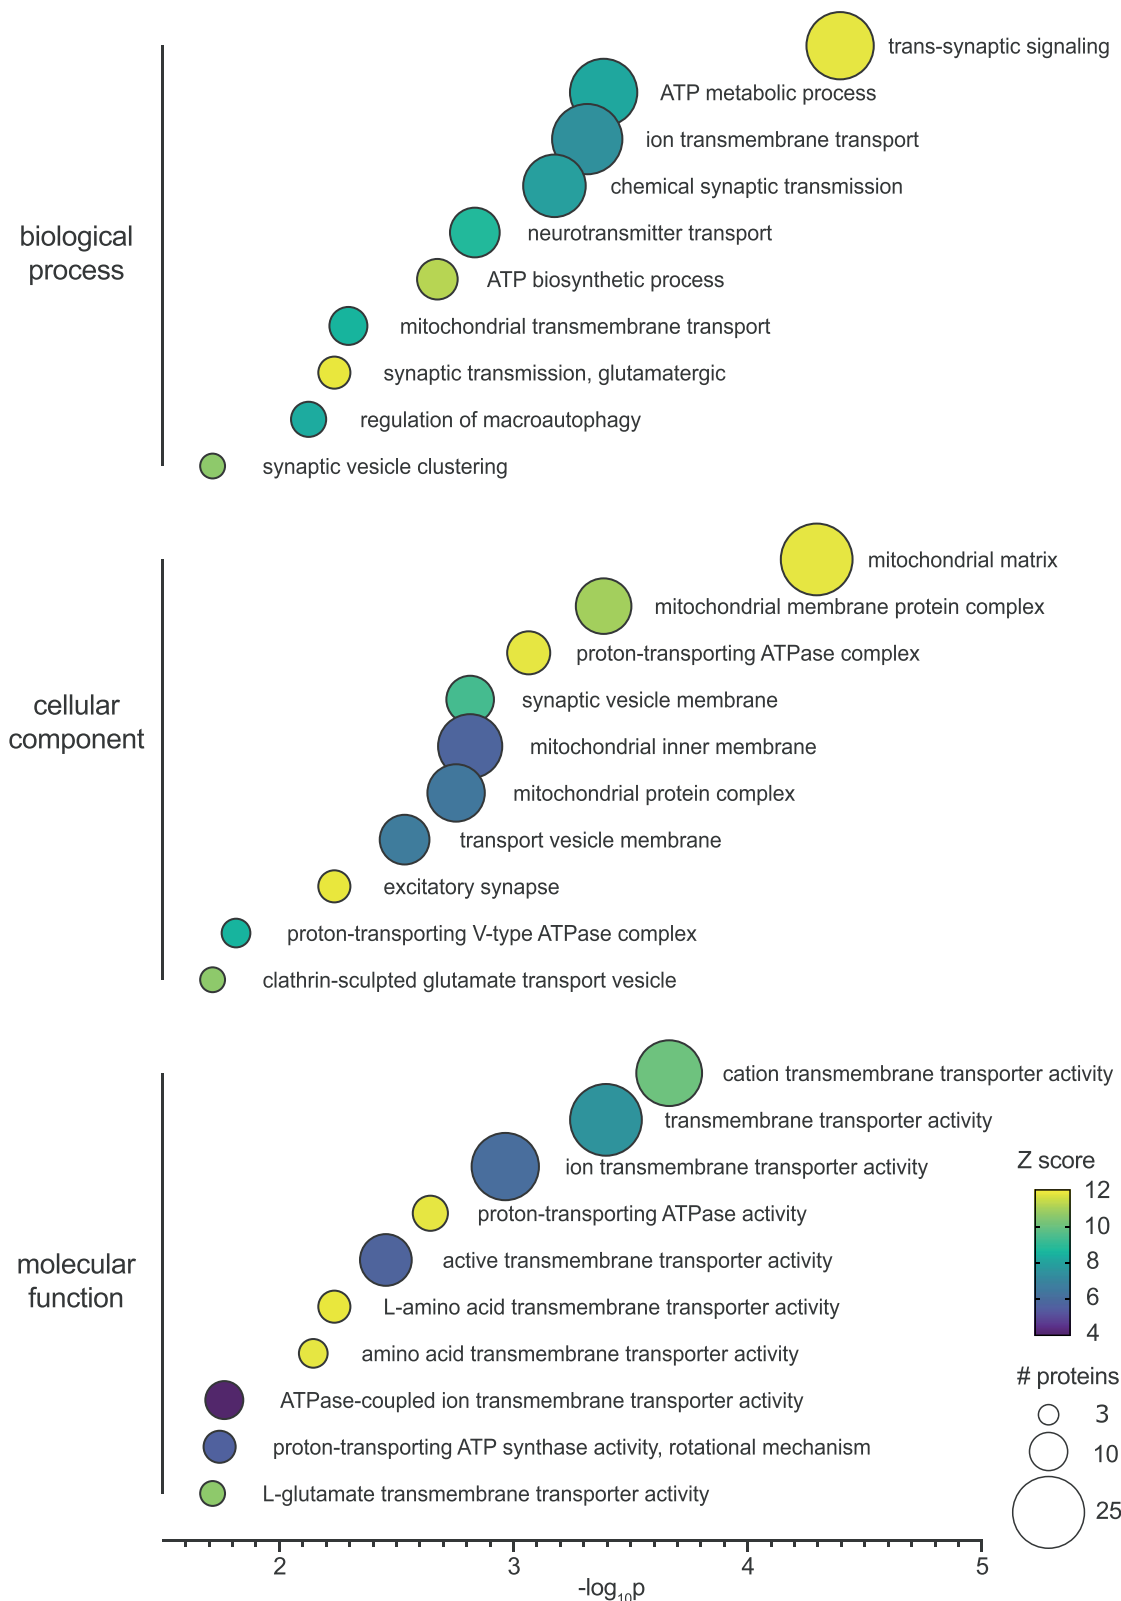 trans-synaptic signaling
ATP metabolic process
ion transmembrane transport
chemical synaptic transmission
biological
process
neurotransmitter transport
ATP biosynthetic process
mitochondrial transmembrane transport
synaptic transmission, glutamatergic
regulation of macroautophagy
synaptic vesicle clustering
mitochondrial matrix
mitochondrial membrane protein complex
proton-transporting ATPase complex
cellular
component
synaptic vesicle membrane
mitochondrial inner membrane
mitochondrial protein complex
transport vesicle membrane
excitatory synapse
proton-transporting V-type ATPase complex
clathrin-sculpted glutamate transport vesicle
cation transmembrane transporter activity
transmembrane transporter activity
ion transmembrane transporter activity
proton-transporting ATPase activity
molecular
function
active transmembrane transporter activity
L-amino acid transmembrane transporter activity
amino acid transmembrane transporter activity
ATPase-coupled ion transmembrane transporter activity
proton-transporting ATP synthase activity, rotational mechanism
L-glutamate transmembrane transporter activity
Z score
12
10
8
6
4
# proteins
3
10
25
2 3 4 5
-log10p